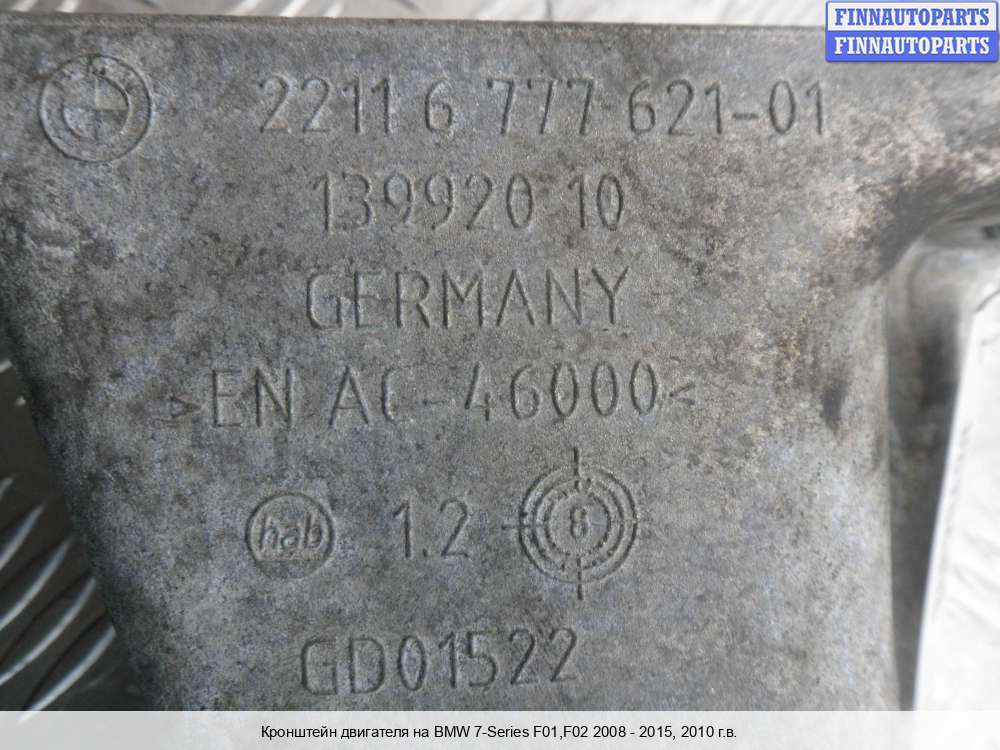 FINNAUTOPARTS
FINNAUTOPARTS
2211 6 777 621-01
139920 10
GERMANY
>EN AC-46000<
hab 1.2 8
GD01522
Кронштейн двигателя на BMW 7-Series F01,F02 2008 - 2015, 2010 г.в.